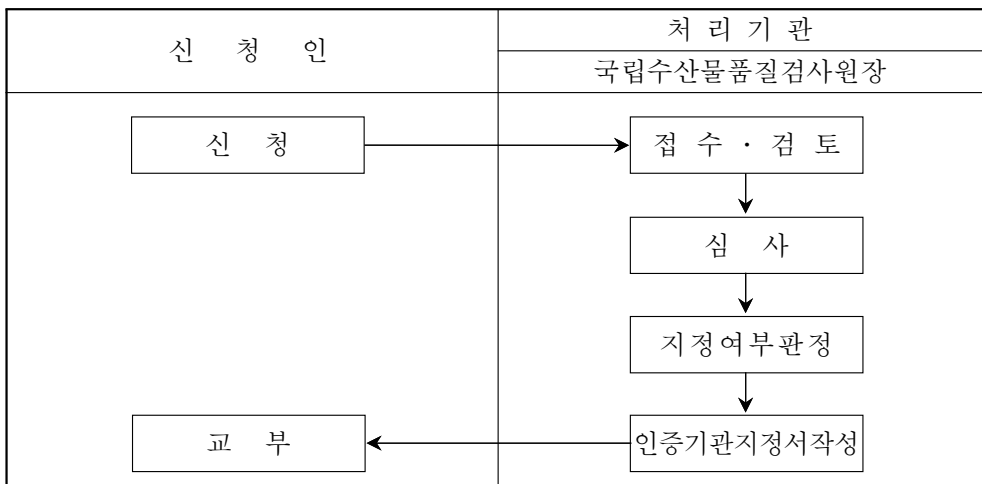 신 청 인
처 리 기 관
국립수산물품질검사원장
신 청
접 수 · 검 토
심 사
지정여부판정
교 부
인증기관지정서작성